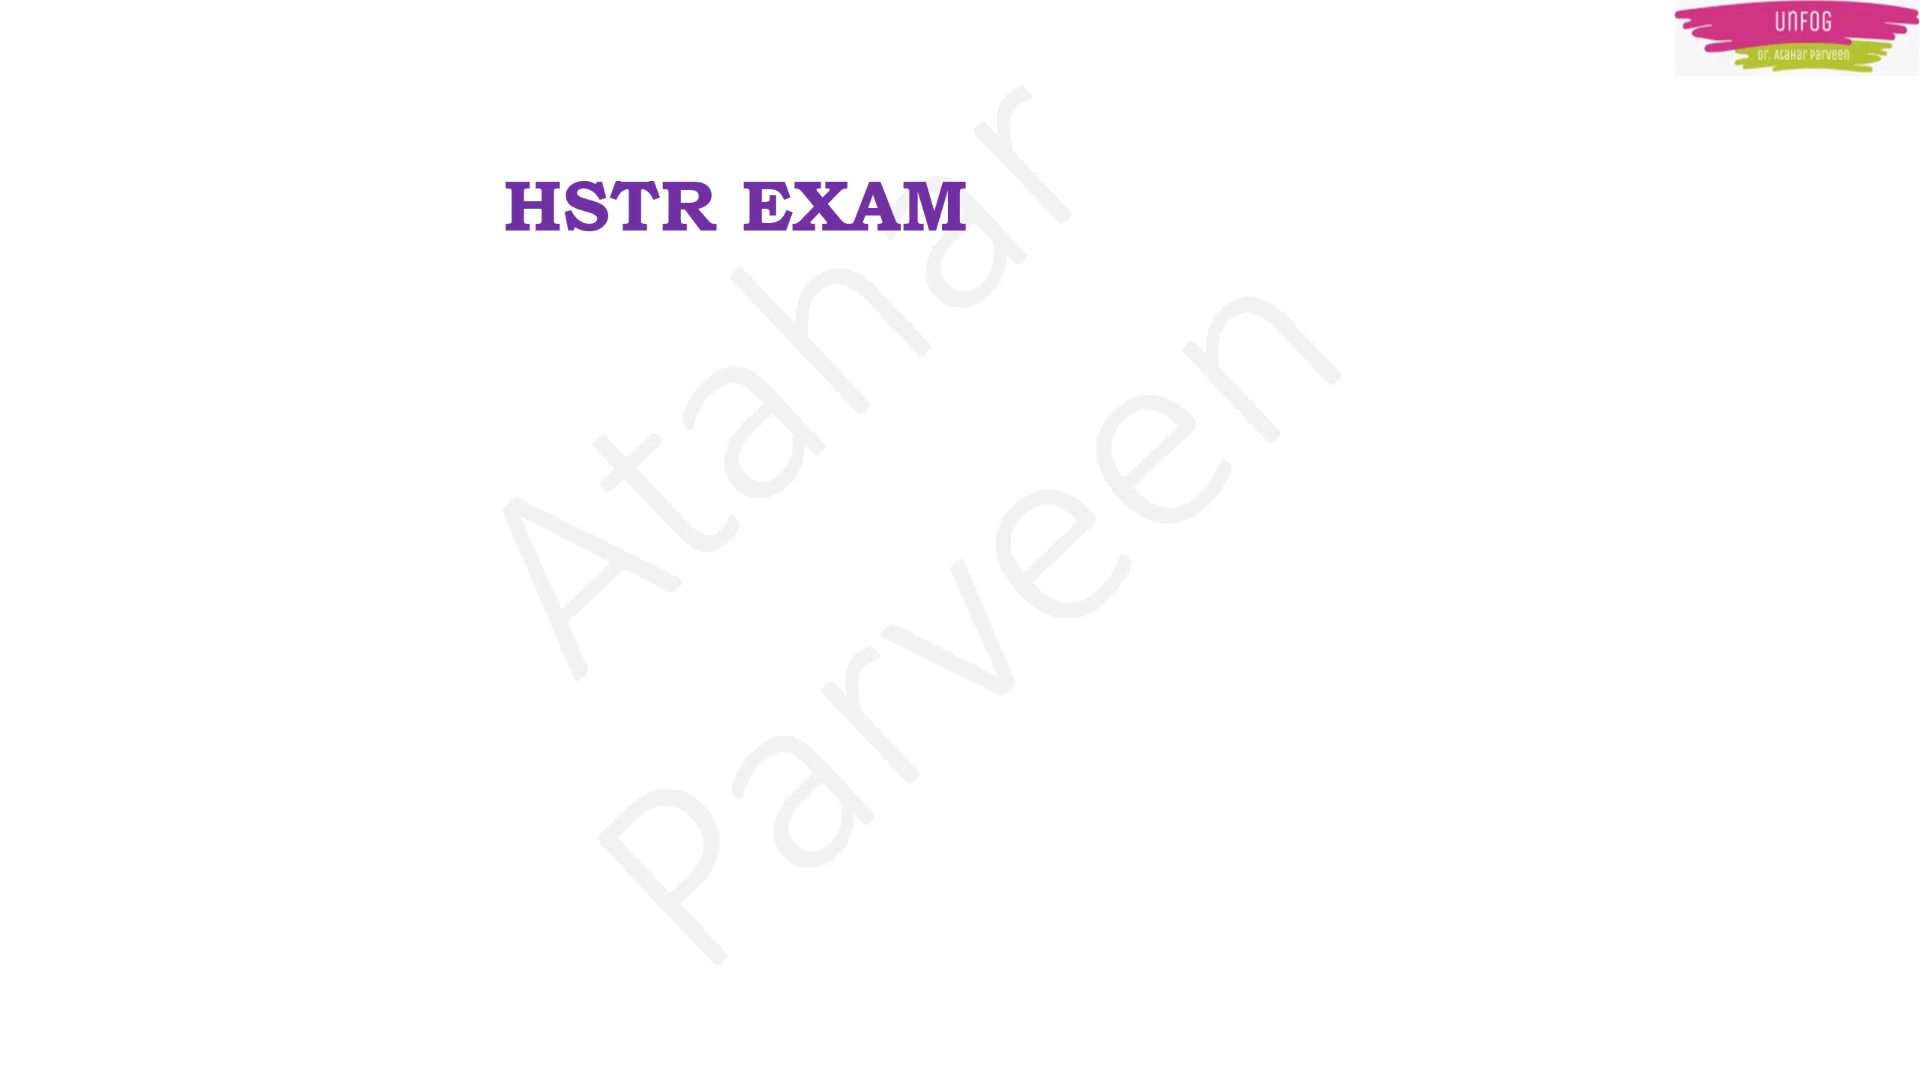 UNFOG
Dr. Atahar Parveen
HSTR EXAM
Atahar
Parveen